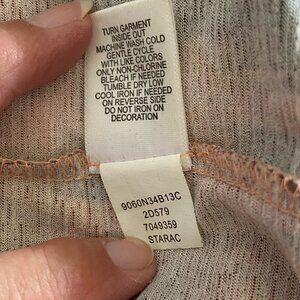 TURN GARMENT
INSIDE OUT
MACHINE WASH COLD
GENTLE CYCLE
WITH LIKE COLORS
ONLY NON-CHLORINE
BLEACH IF NEEDED
TUMBLE DRY LOW
COOL IRON IF NEEDED
ON REVERSE SIDE
DO NOT IRON ON
DECORATION
9060N34B13C
2D579
7049359
STARAC